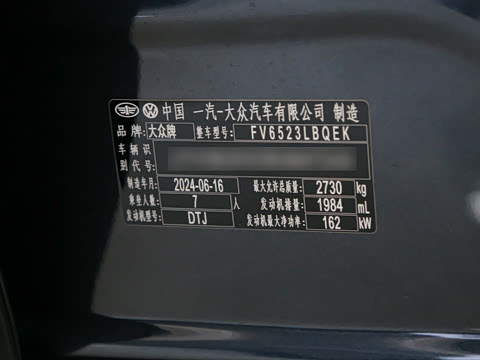 中国 一汽-大众汽车有限公司 制造
品牌: 大众牌 整车型号: FV6523LBQEK
车辆识
别代号:
制造年月: 2024-06-16 最大允许总质量: 2730 kg
乘坐人数: 7 人 发动机排量: 1984 mL
发动机型号: DTJ 发动机最大净功率: 162 kW